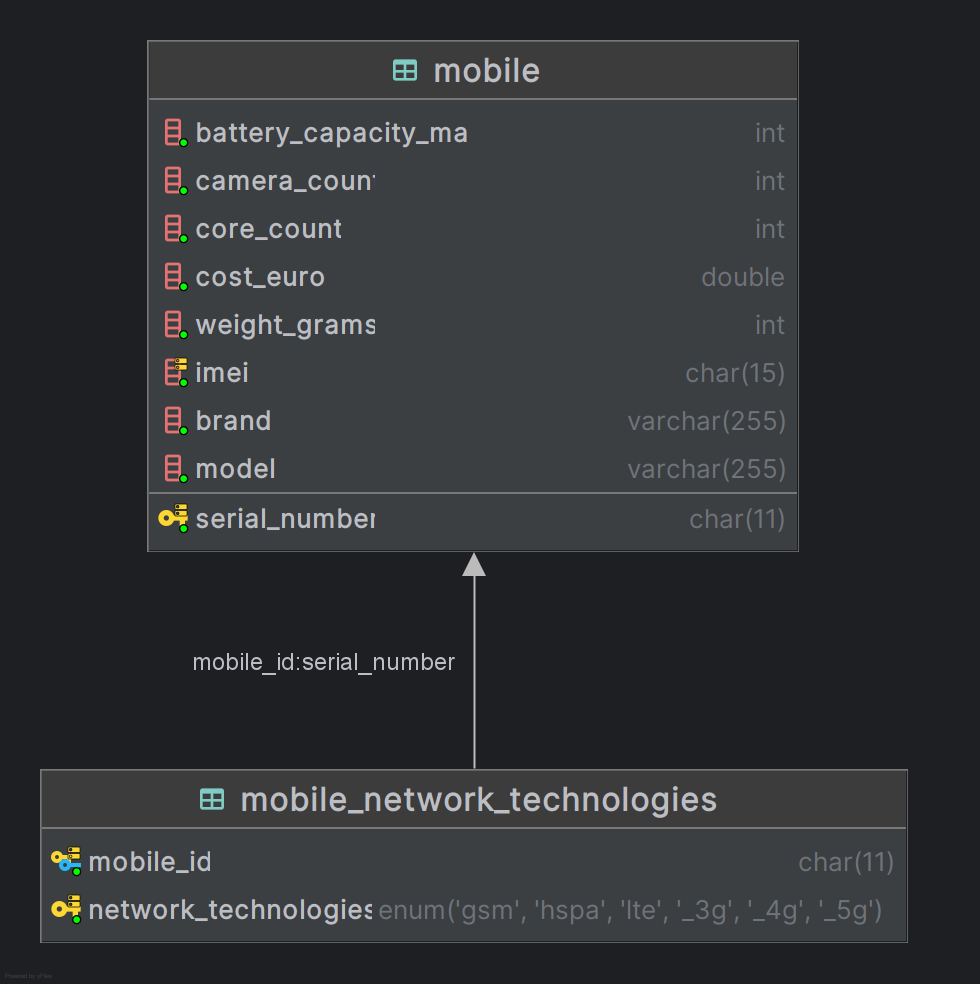 mobile
battery_capacity_ma int
camera_count int
core_count int
cost_euro double
weight_grams int
imei char(15)
brand varchar(255)
model varchar(255)
serial_number char(11)
mobile_id:serial_number
mobile_network_technologies
mobile_id char(11)
network_technologies enum('gsm', 'hspa', 'lte', '_3g', '_4g', '_5g')
Powered by yFiles